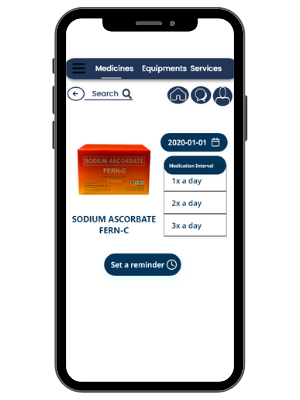 Medicines Equipments Services
Search
2020-01-01
Medication Interval
1x a day
2x a day
3x a day
SODIUM ASCORBATE
FERN-C
SODIUM ASCORBATE
FERN-C
Set a reminder